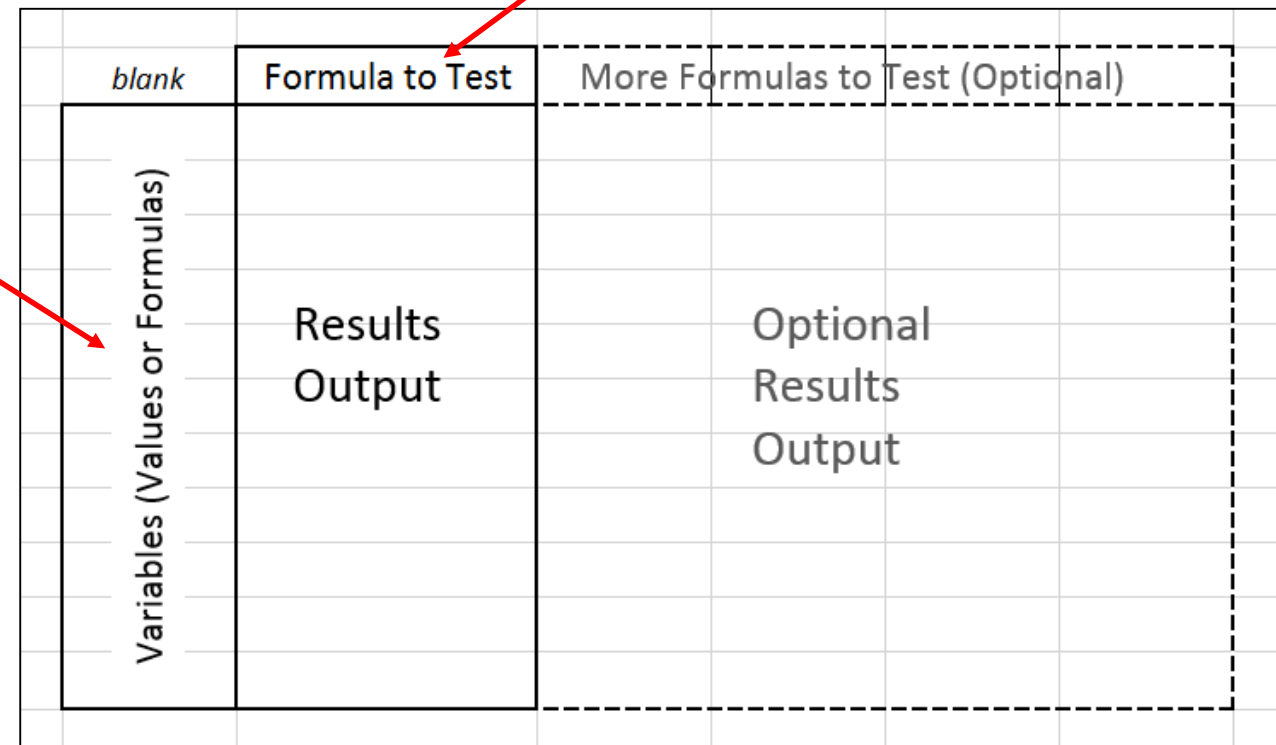 blank
Formula to Test
More Formulas to Test (Optional)
Variables (Values or Formulas)
Results
Output
Optional
Results
Output